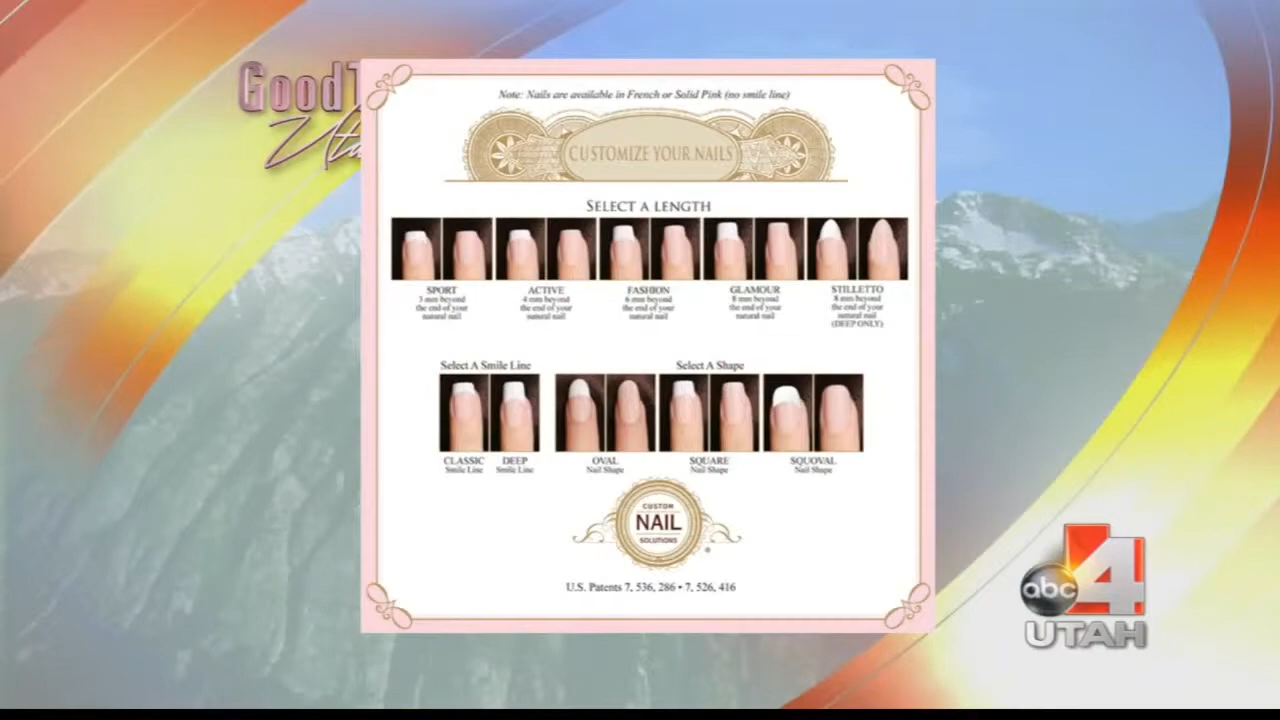 GoodT
Uta
Note: Nails are available in French or Solid Pink (no smile line)
CUSTOMIZE YOUR NAILS
SELECT A LENGTH
SPORT
3 mm beyond
the end of your
natural nail
ACTIVE
4 mm beyond
the end of your
natural nail
FASHION
6 mm beyond
the end of your
natural nail
GLAMOUR
8 mm beyond
the end of your
natural nail
STILLETTO
8 mm beyond
the end of your
natural nail
(DEEP ONLY)
Select A Smile Line
CLASSIC
Smile Line
DEEP
Smile Line
Select A Shape
OVAL
Nail Shape
SQUARE
Nail Shape
SQUOVAL
Nail Shape
CUSTOM
NAIL
SOLUTIONS
®
U.S. Patents 7, 536, 286 • 7, 526, 416
abc 4
UTAH